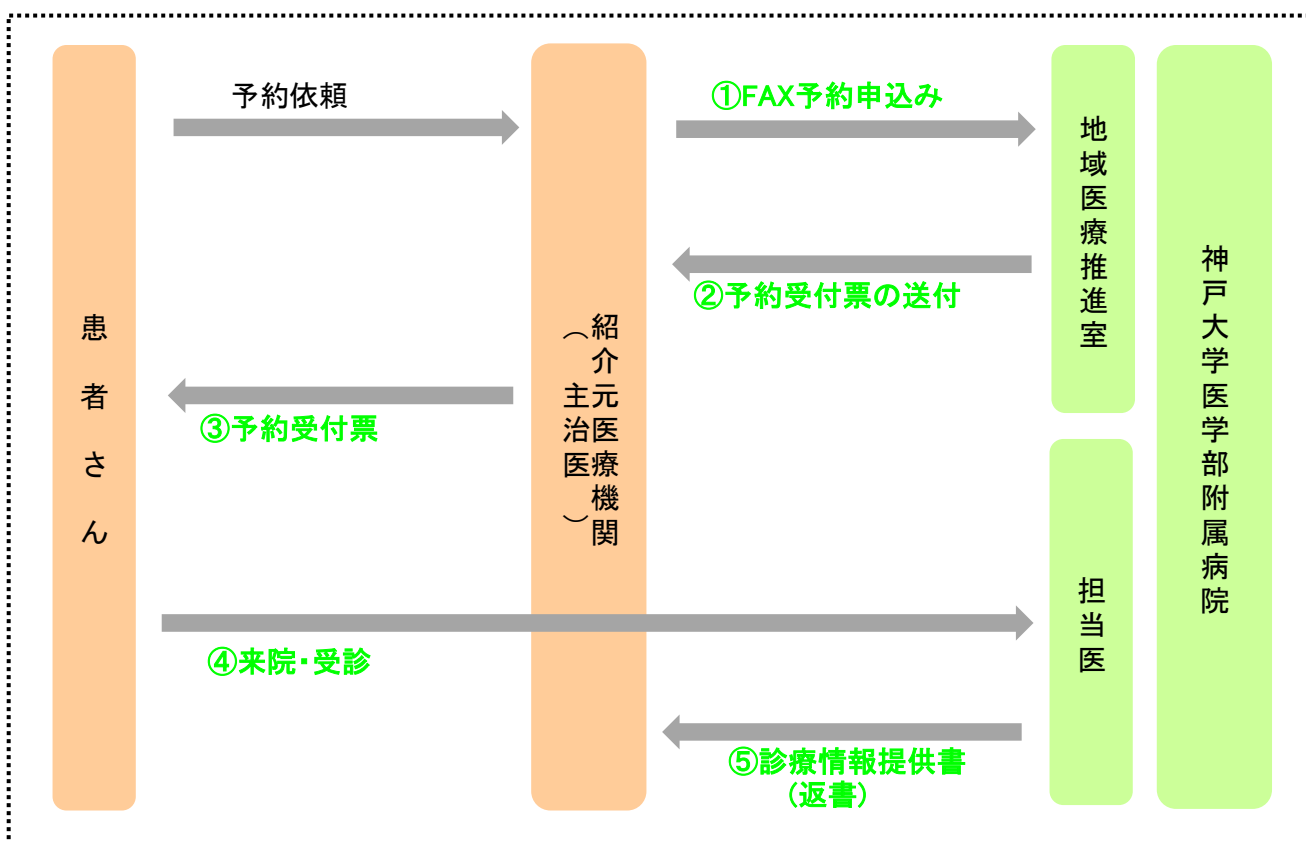 予約依頼
①FAX予約申込み
②予約受付票の送付
③予約受付票
④来院・受診
⑤診療情報提供書
(返書)
患者さん
紹介元医療機関
(主治医)
地域医療推進室
担当医
神戸大学医学部附属病院